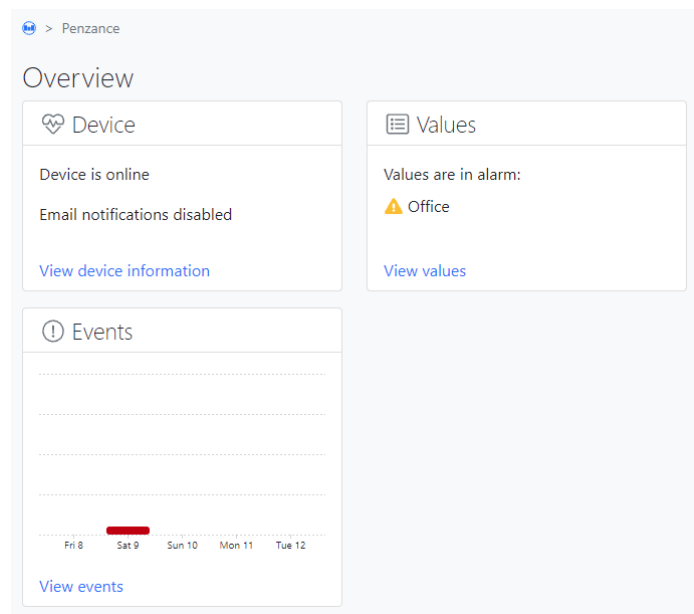 > Penzance
Overview
Device
Device is online
Email notifications disabled
View device information
Values
Values are in alarm:
Office
View values
Events
Fri 8 Sat 9 Sun 10 Mon 11 Tue 12
View events